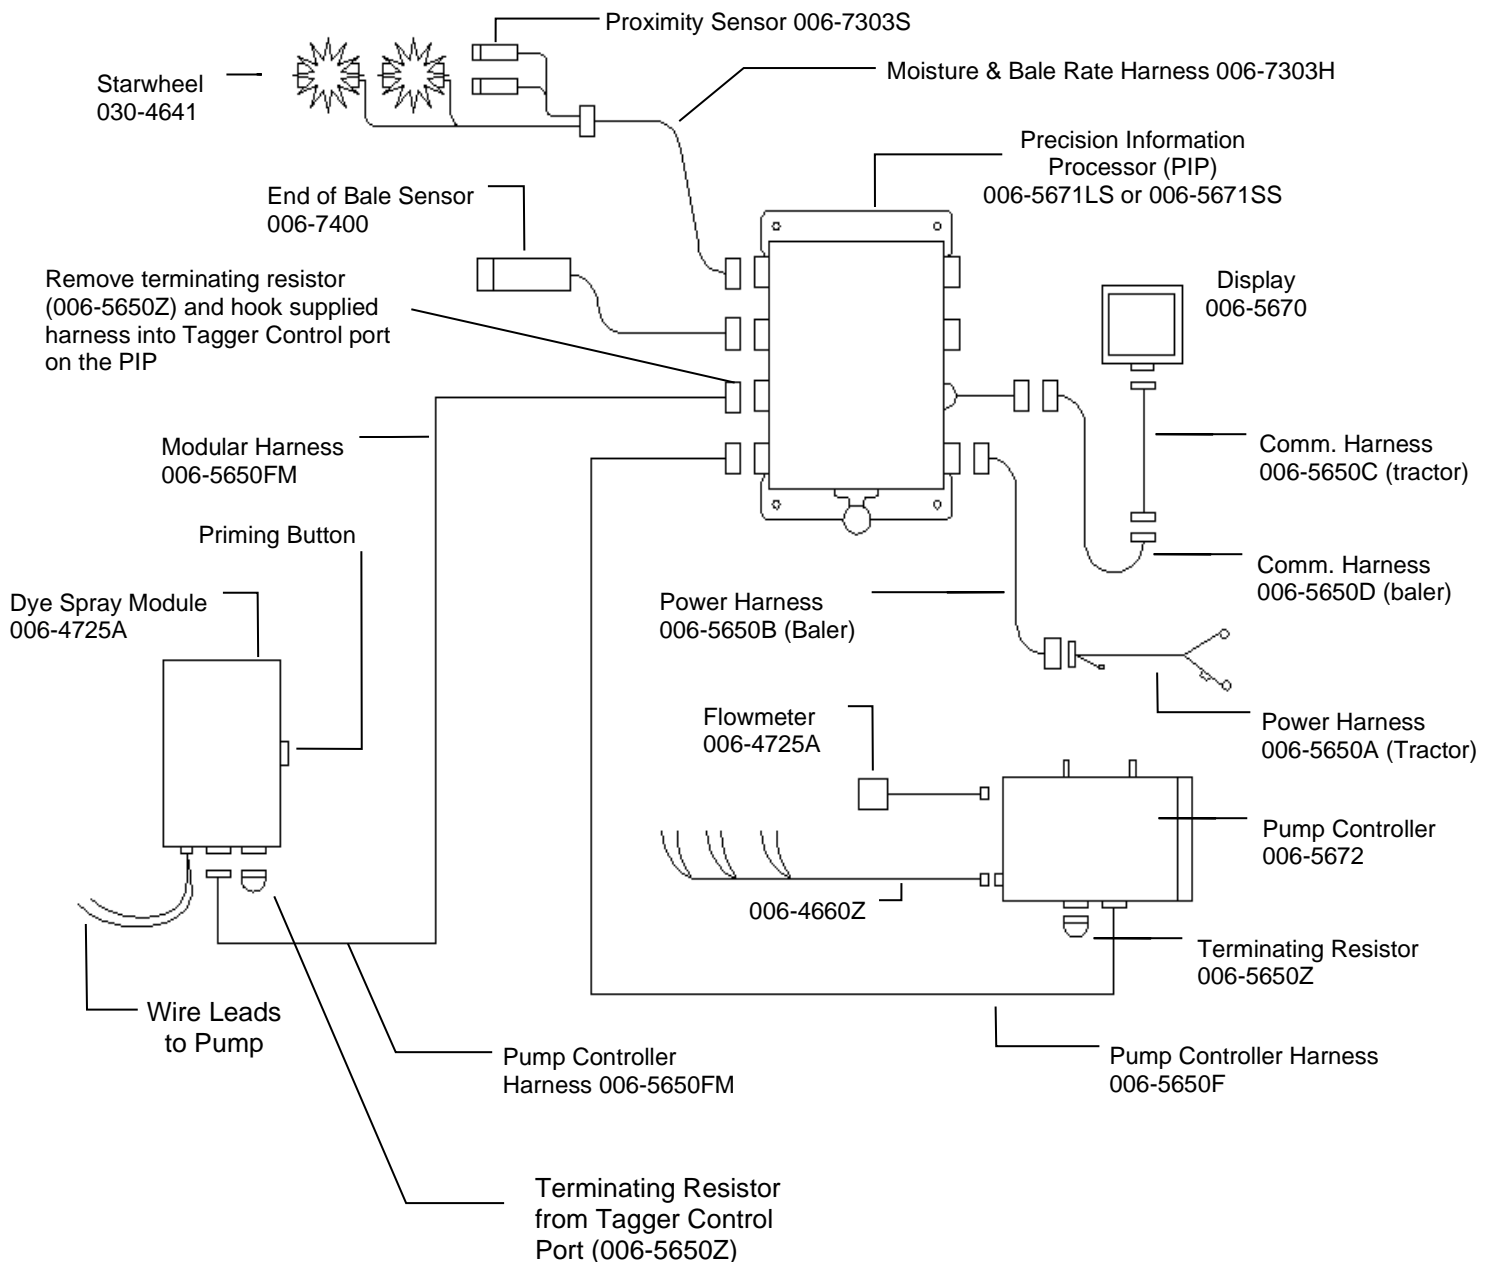 Proximity Sensor 006-7303S
Starwheel
030-4641
Moisture & Bale Rate Harness 006-7303H
Precision Information
Processor (PIP)
006-5671LS or 006-5671SS
End of Bale Sensor
006-7400
Remove terminating resistor
(006-5650Z) and hook supplied
harness into Tagger Control port
on the PIP
Display
006-5670
Modular Harness
006-5650FM
Comm. Harness
006-5650C (tractor)
Priming Button
Comm. Harness
006-5650D (baler)
Dye Spray Module
006-4725A
Power Harness
006-5650B (Baler)
Flowmeter
006-4725A
Power Harness
006-5650A (Tractor)
Pump Controller
006-5672
006-4660Z
Terminating Resistor
006-5650Z
Wire Leads
to Pump
Pump Controller
Harness 006-5650FM
Pump Controller Harness
006-5650F
Terminating Resistor
from Tagger Control
Port (006-5650Z)